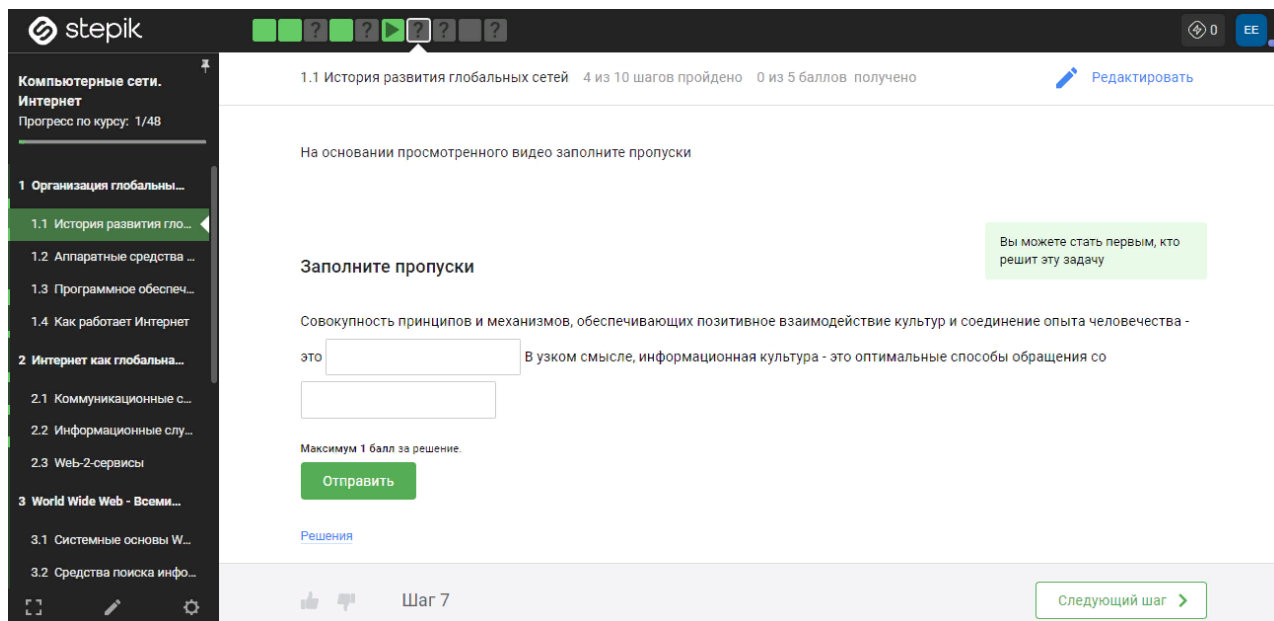 stepik
? ? ? ? ?
0
EE
Компьютерные сети.
Интернет
Прогресс по курсу: 1/48
1 Организация глобальны...
1.1 История развития гло...
1.2 Аппаратные средства ...
1.3 Программное обеспеч...
1.4 Как работает Интернет
2 Интернет как глобальна...
2.1 Коммуникационные с...
2.2 Информационные слу...
2.3 Web-2-сервисы
3 World Wide Web - Всеми...
3.1 Системные основы W...
3.2 Средства поиска инфо...
1.1 История развития глобальных сетей 4 из 10 шагов пройдено 0 из 5 баллов получено
Редактировать
На основании просмотренного видео заполните пропуски
Вы можете стать первым, кто
решит эту задачу
Заполните пропуски
Совокупность принципов и механизмов, обеспечивающих позитивное взаимодействие культур и соединение опыта человечества -
это В узком смысле, информационная культура - это оптимальные способы обращения со
Максимум 1 балл за решение.
Отправить
Решения
Шаг 7
Следующий шаг